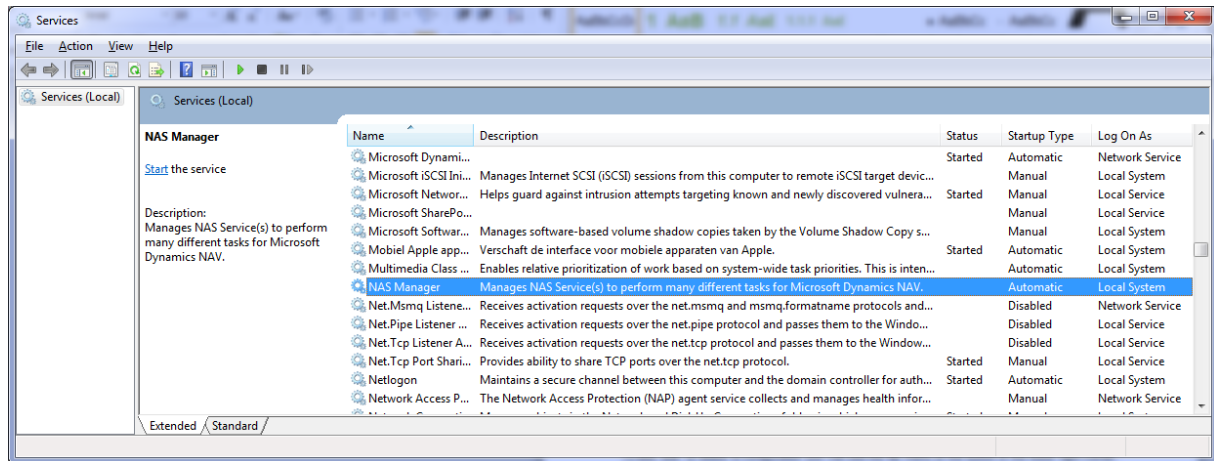 Services
File Action View Help
Services (Local)
Services (Local)
NAS Manager
Start the service
Description:
Manages NAS Service(s) to perform
many different tasks for Microsoft
Dynamics NAV.
Name Description Status Startup Type Log On As
Microsoft Dynami... Started Automatic Network Service
Microsoft iSCSI Ini... Manages Internet SCSI (iSCSI) sessions from this computer to remote iSCSI target devic... Manual Local System
Microsoft Networ... Helps guard against intrusion attempts targeting known and newly discovered vulnera... Started Manual Local Service
Microsoft SharePo... Manual Local Service
Microsoft Softwar... Manages software-based volume shadow copies taken by the Volume Shadow Copy s... Manual Local System
Mobiel Apple app... Verschaft de interface voor mobiele apparaten van Apple. Started Automatic Local System
Multimedia Class ... Enables relative prioritization of work based on system-wide task priorities. This is inten... Automatic Local System
NAS Manager Manages NAS Service(s) to perform many different tasks for Microsoft Dynamics NAV. Automatic Local System
Net.Msmq Listene... Receives activation requests over the net.msmq and msmq.formatname protocols and... Disabled Network Service
Net.Pipe Listener ... Receives activation requests over the net.pipe protocol and passes them to the Windo... Disabled Local Service
Net.Tcp Listener A... Receives activation requests over the net.tcp protocol and passes them to the Window... Disabled Local Service
Net.Tcp Port Shari... Provides ability to share TCP ports over the net.tcp protocol. Started Manual Local Service
Netlogon Maintains a secure channel between this computer and the domain controller for auth... Started Automatic Local System
Network Access P... The Network Access Protection (NAP) agent service collects and manages health infor... Manual Network Service
Extended Standard